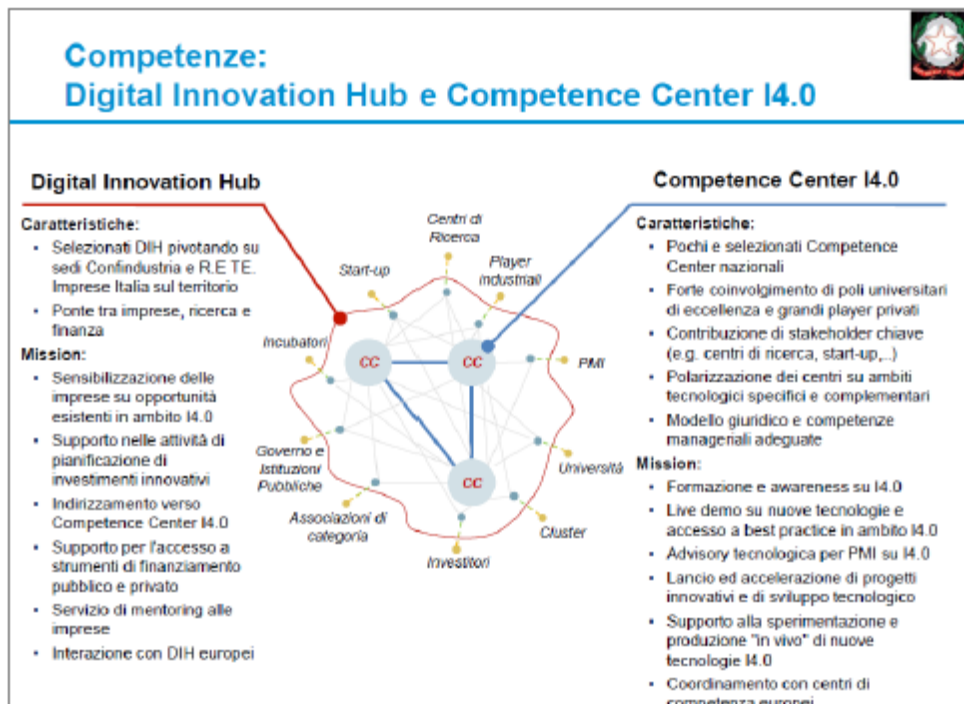 Competenze:
Digital Innovation Hub e Competence Center I4.0
Digital Innovation Hub
Caratteristiche:
• Selezionati DIH pivotando su
sedi Confindustria e R.E TE.
Imprese Italia sul territorio
• Ponte tra imprese, ricerca e
finanza
Mission:
• Sensibilizzazione delle
imprese su opportunità
esistenti in ambito I4.0
• Supporto nelle attività di
pianificazione di
investimenti innovativi
• Indirizzamento verso
Competence Center I4.0
• Supporto per l'accesso a
strumenti di finanziamento
pubblico e privato
• Servizio di mentoring alle
imprese
• Interazione con DIH europei
Centri di
Ricerca
Start-up
Player
industriali
Incubatori
PMI
CC
CC
CC
Governo e
Istituzioni
Pubbliche
Università
Associazioni di
categoria
Cluster
Investitori
Competence Center I4.0
Caratteristiche:
• Pochi e selezionati Competence
Center nazionali
• Forte coinvolgimento di poli universitari
di eccellenza e grandi player privati
• Contribuzione di stakeholder chiave
(e.g. centri di ricerca, start-up,..)
• Polarizzazione dei centri su ambiti
tecnologici specifici e complementari
• Modello giuridico e competenze
manageriali adeguate
Mission:
• Formazione e awareness su I4.0
• Live demo su nuove tecnologie e
accesso a best practice in ambito I4.0
• Advisory tecnologica per PMI su I4.0
• Lancio ed accelerazione di progetti
innovativi e di sviluppo tecnologico
• Supporto alla sperimentazione e
produzione "in vivo" di nuove
tecnologie I4.0
• Coordinamento con centri di
competenza europei